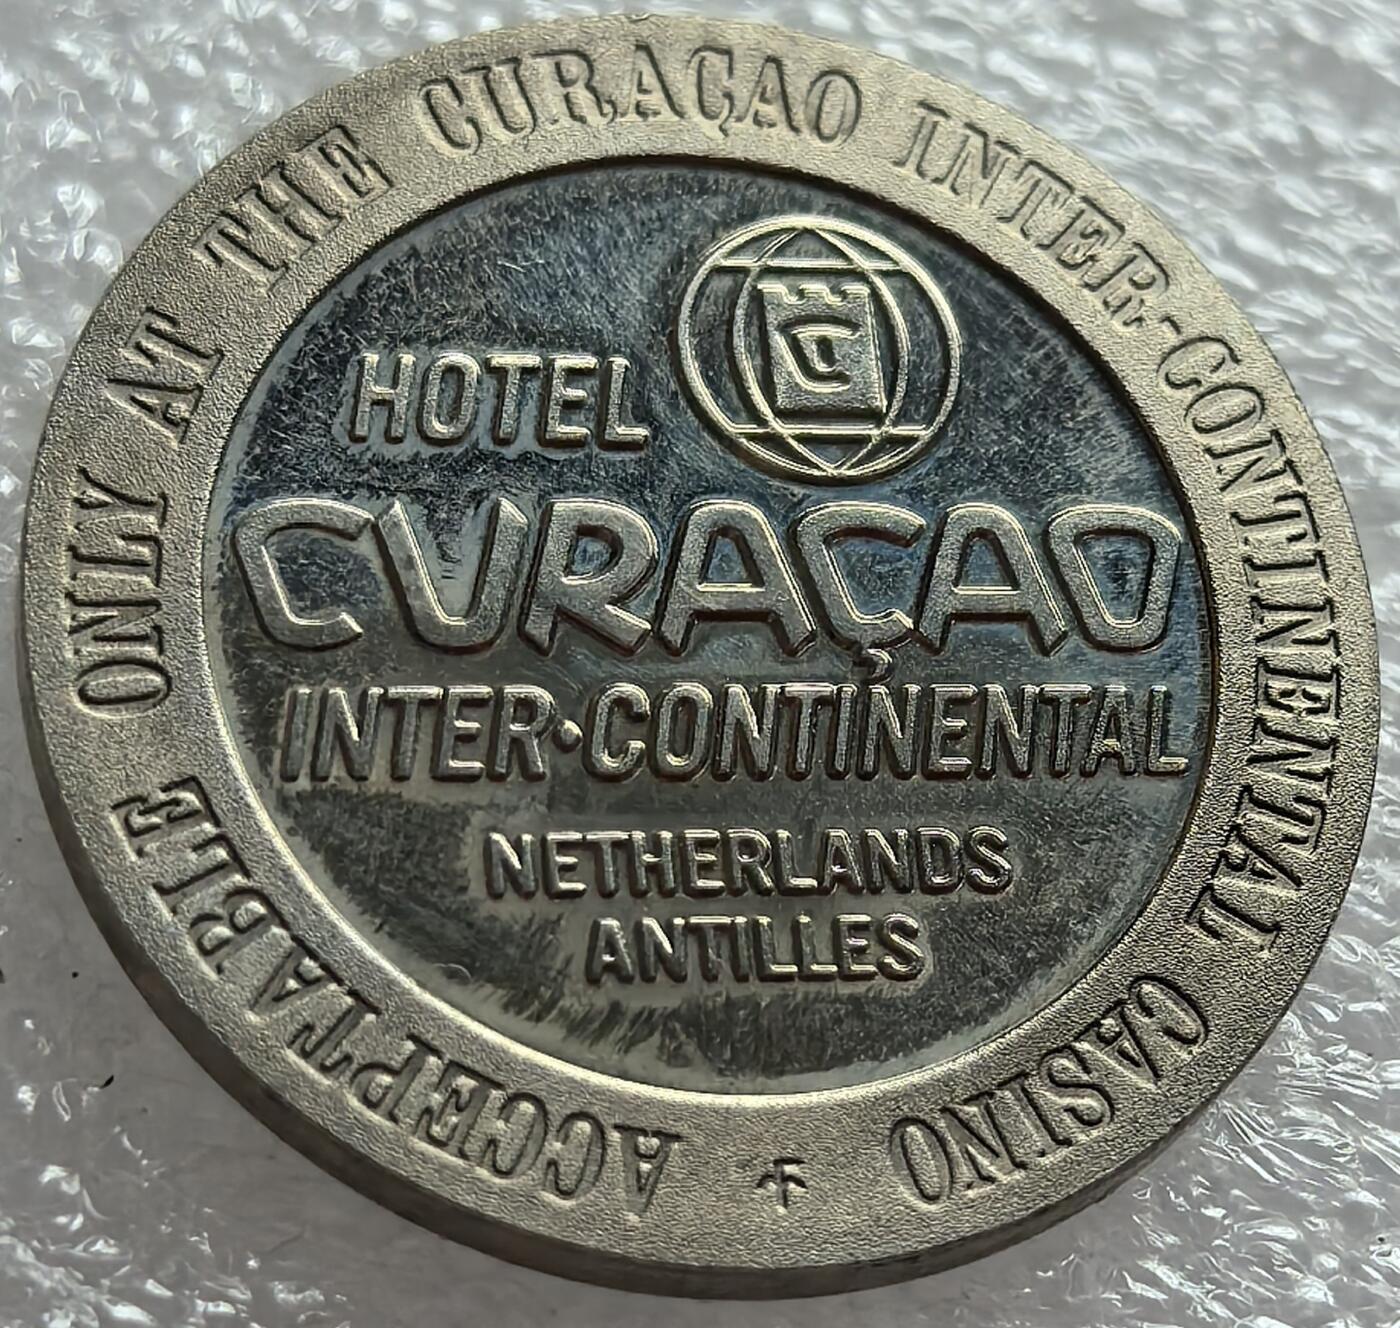 HOTEL
CURAÇAO
INTER·CONTINENTAL
NETHERLANDS
ANTILLES
ACCEPTABLE ONLY AT THE CURAÇAO INTER-CONTINENTAL CASINO